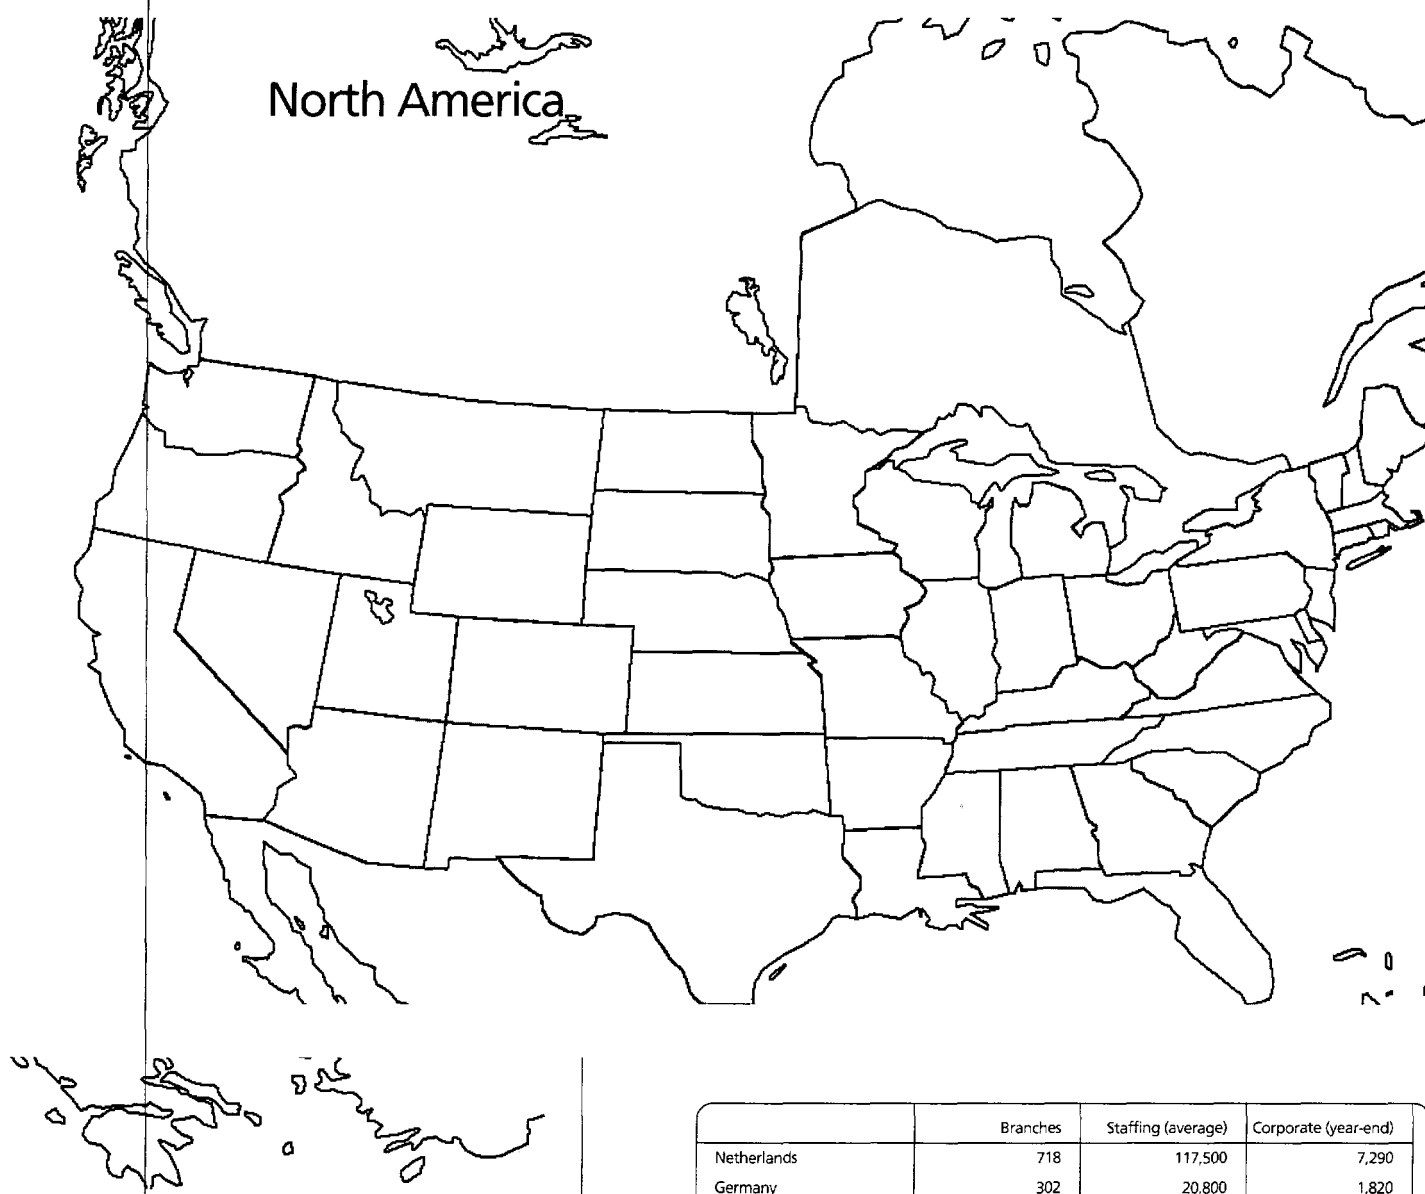 North America
Branches Staffing (average) Corporate (year-end)
Netherlands 718 117,500 7,290
Germany 302 20,800 1,820